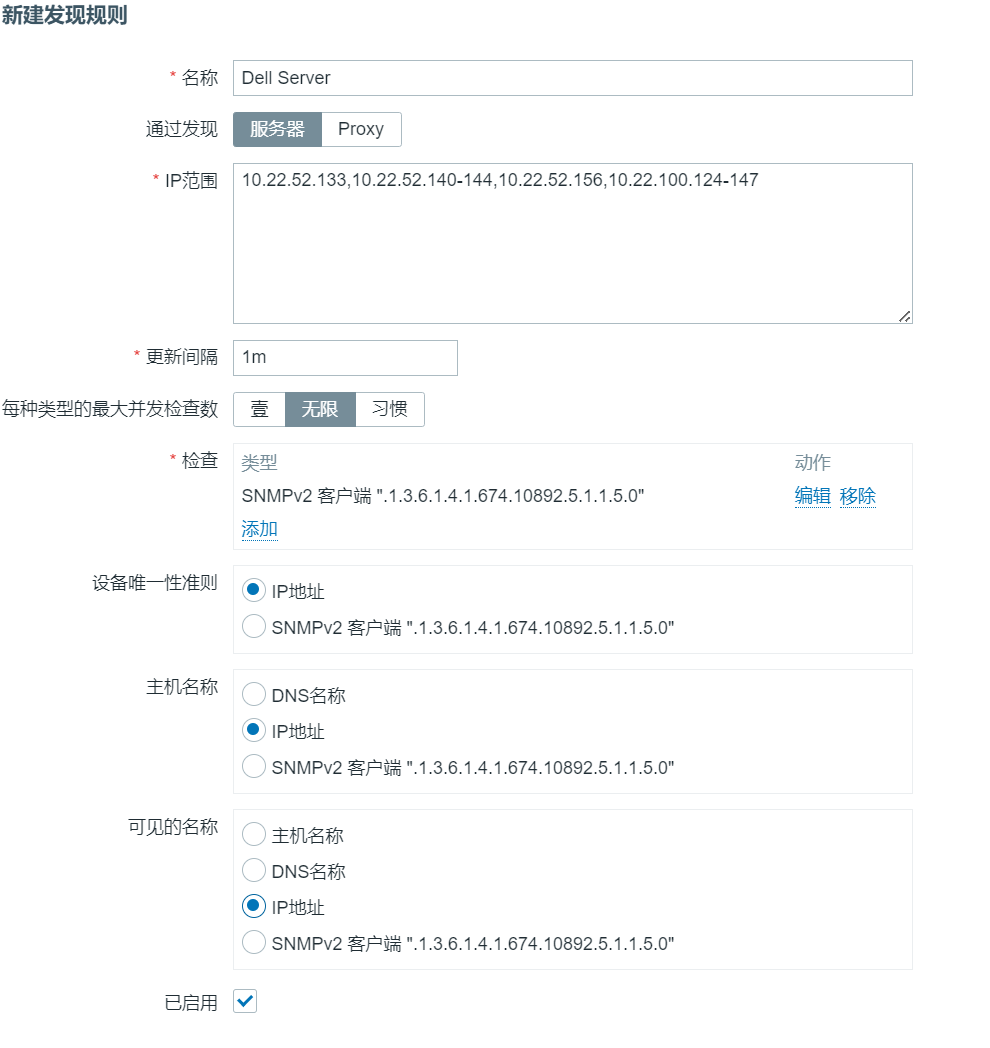 新建发现规则
* 名称 Dell Server
通过发现 服务器 Proxy
* IP范围 10.22.52.133,10.22.52.140-144,10.22.52.156,10.22.100.124-147
* 更新间隔 1m
每种类型的最大并发检查数 壹 无限 习惯
* 检查 类型 动作
SNMPv2 客户端 ".1.3.6.1.4.1.674.10892.5.1.1.5.0" 编辑 移除
添加
设备唯一性准则 IP地址
SNMPv2 客户端 ".1.3.6.1.4.1.674.10892.5.1.1.5.0"
主机名称 DNS名称
IP地址
SNMPv2 客户端 ".1.3.6.1.4.1.674.10892.5.1.1.5.0"
可见的名称 主机名称
DNS名称
IP地址
SNMPv2 客户端 ".1.3.6.1.4.1.674.10892.5.1.1.5.0"
已启用